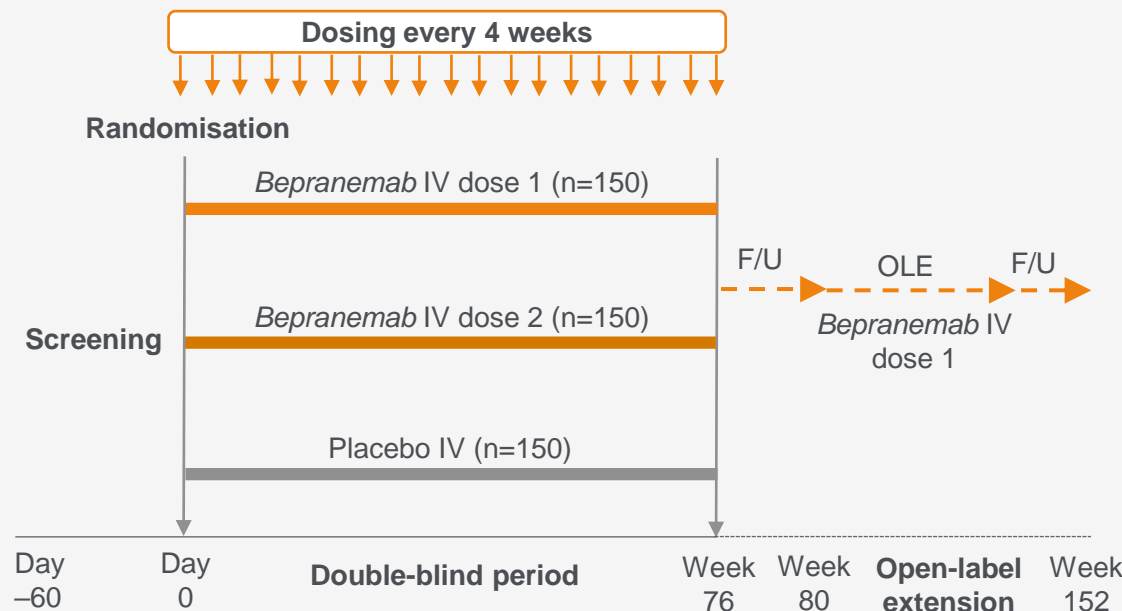 Dosing every 4 weeks
Randomisation
Bepranemab IV dose 1 (n=150)
F/U
OLE
F/U
Bepranemab IV dose 2 (n=150)
Bepranemab IV
dose 1
Screening
Placebo IV (n=150)
Day
–60
Day
0
Double-blind period
Week
76
Week
80
Open-label
extension
Week
152